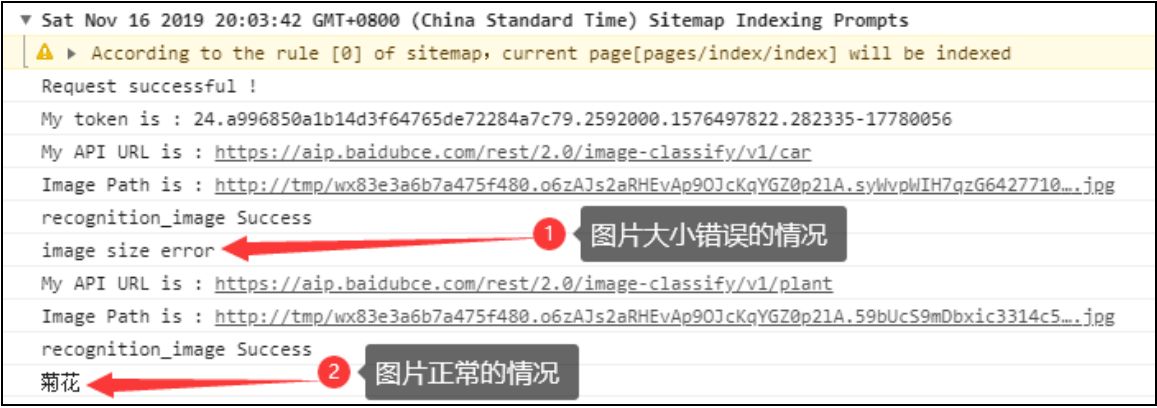 ▼ Sat Nov 16 2019 20:03:42 GMT+0800 (China Standard Time) Sitemap Indexing Prompts
▶ According to the rule [0] of sitemap，current page[pages/index/index] will be indexed
Request successful !
My token is : 24.a996850a1b14d3f64765de72284a7c79.2592000.1576497822.282335-17780056
My API URL is : https://aip.baidubce.com/rest/2.0/image-classify/v1/car
Image Path is : http://tmp/wx83e3a6b7a475f480.o6zAJs2aRHEvAp9OJcKqYGZ0p2lA.syWvpWIH7qzG6427710….jpg
recognition_image Success
1 图片大小错误的情况
image size error
My API URL is : https://aip.baidubce.com/rest/2.0/image-classify/v1/plant
Image Path is : http://tmp/wx83e3a6b7a475f480.o6zAJs2aRHEvAp9OJcKqYGZ0p2lA.59bUcS9mDbxic3314c5….jpg
recognition_image Success
2 图片正常的情况
菊花